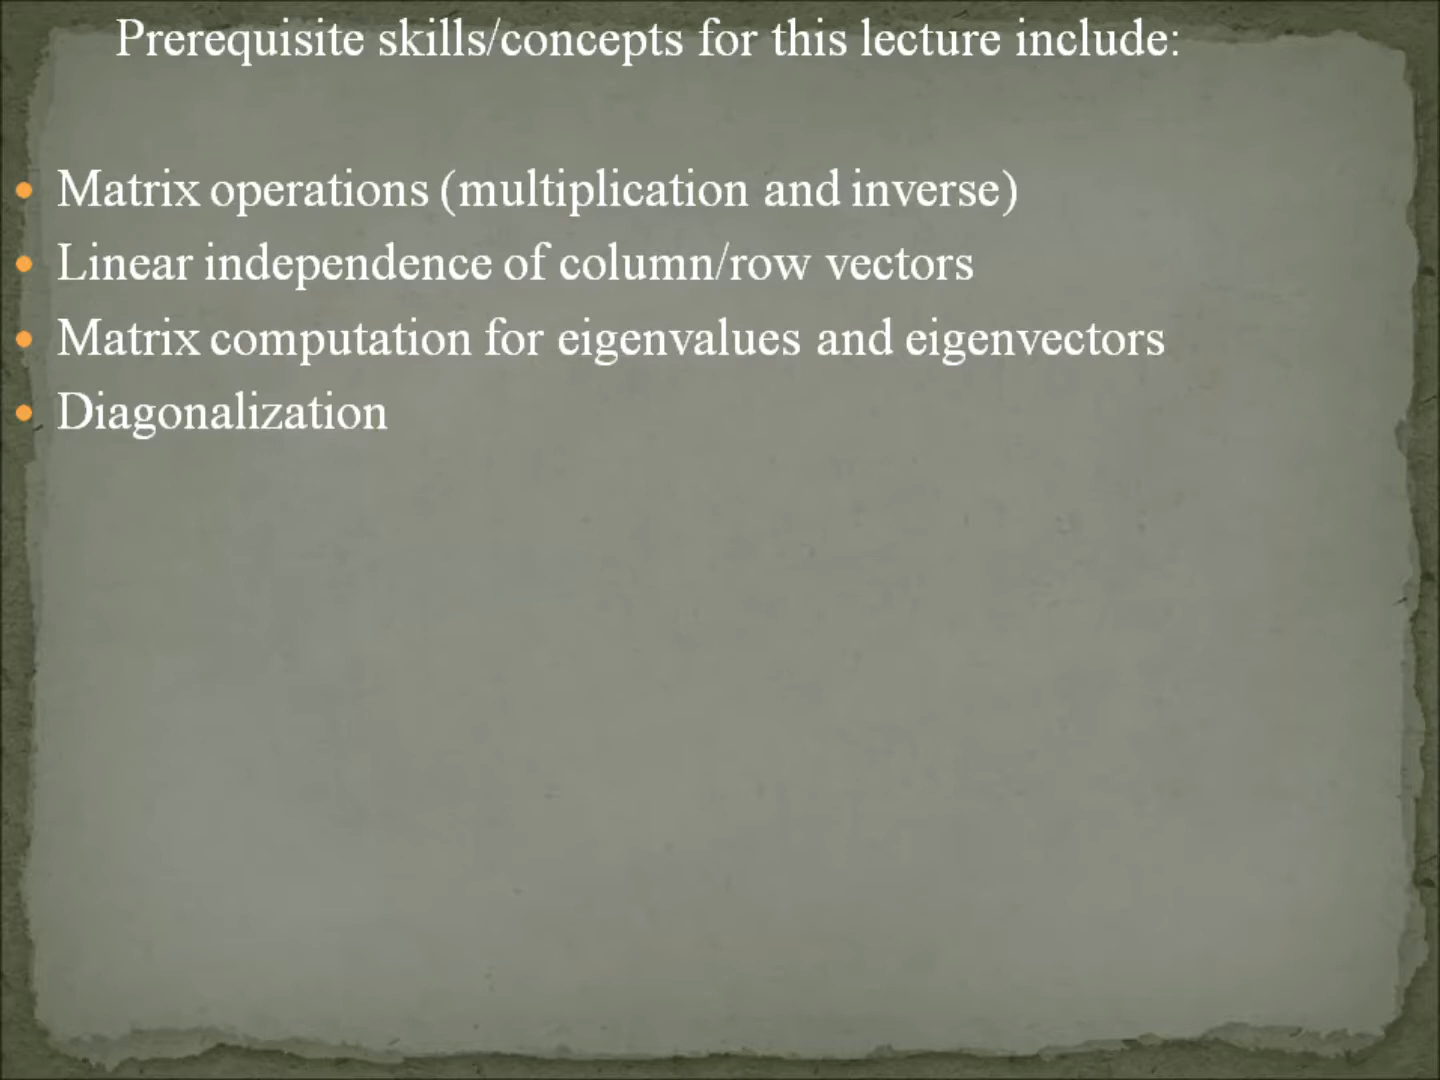 Prerequisite skills/concepts for this lecture include:
Matrix operations (multiplication and inverse)
Linear independence of column/row vectors
Matrix computation for eigenvalues and eigenvectors
Diagonalization